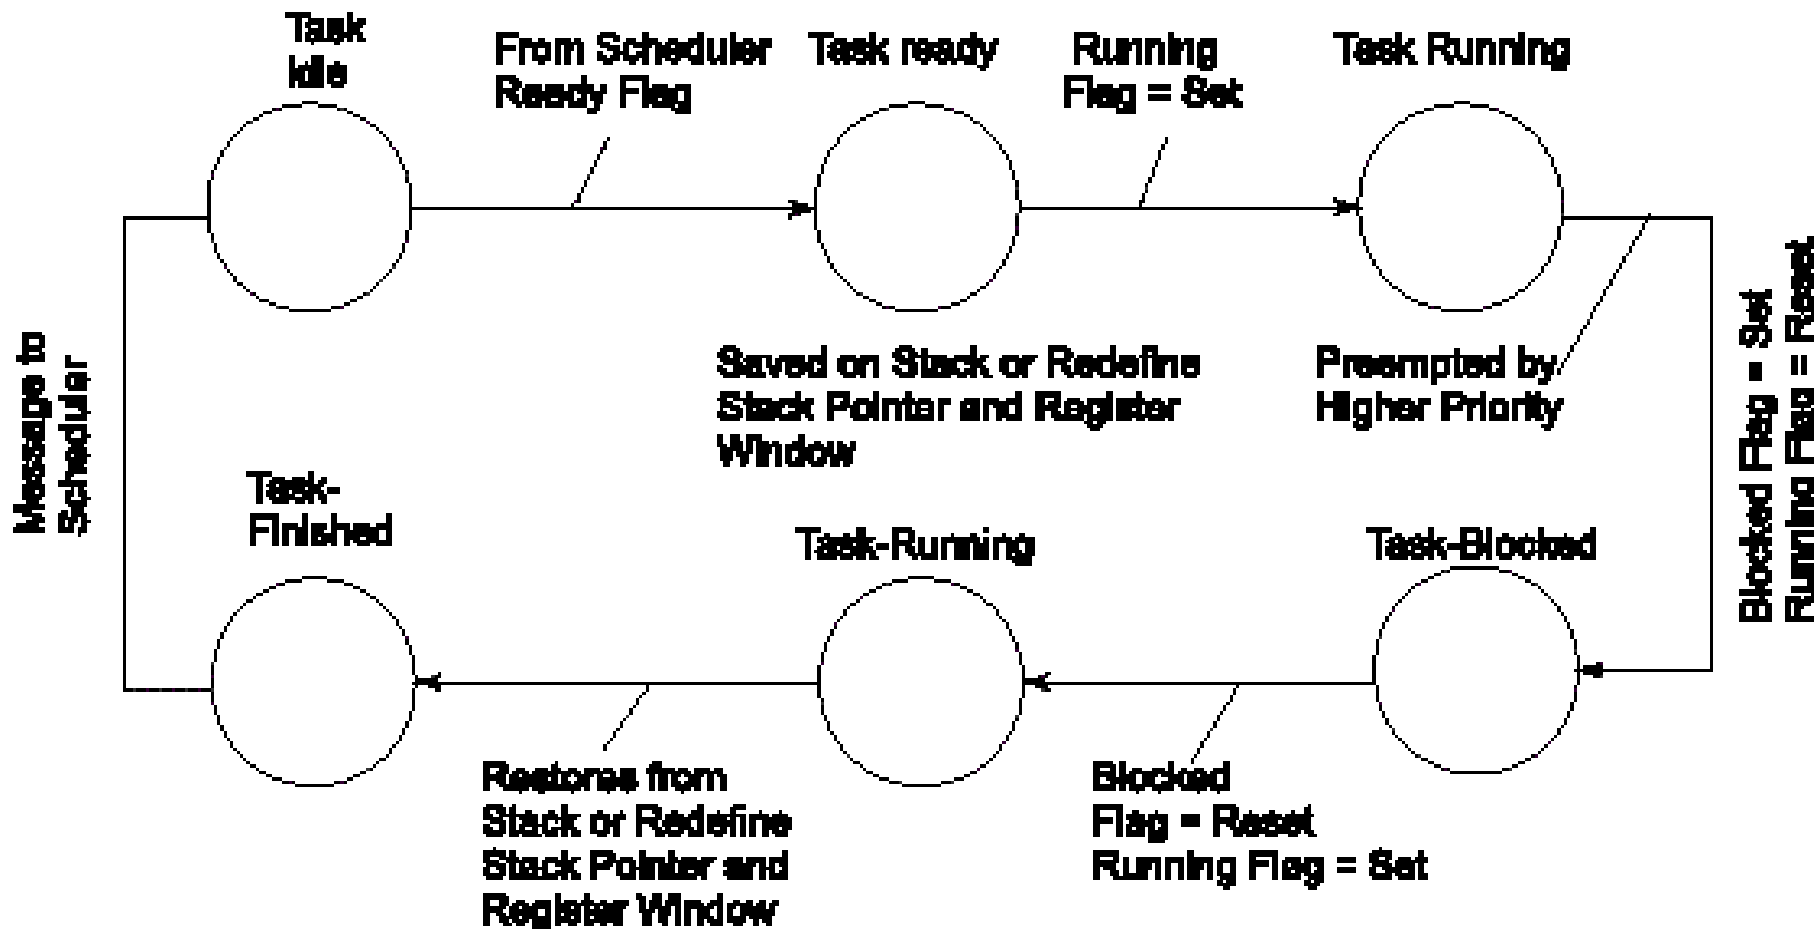 Task
Idle
From Scheduler
Ready Flag
Task ready
Running
Flag = Set
Task Running
Message to
Scheduler
Saved on Stack or Redefine
Stack Pointer and Register
Window
Preempted by
Higher Priority
Blocked Flag = Set
Running Flag = Reset
Task-
Finished
Task-Running
Task-Blocked
Restores from
Stack or Redefine
Stack Pointer and
Register Window
Blocked
Flag = Reset
Running Flag = Set